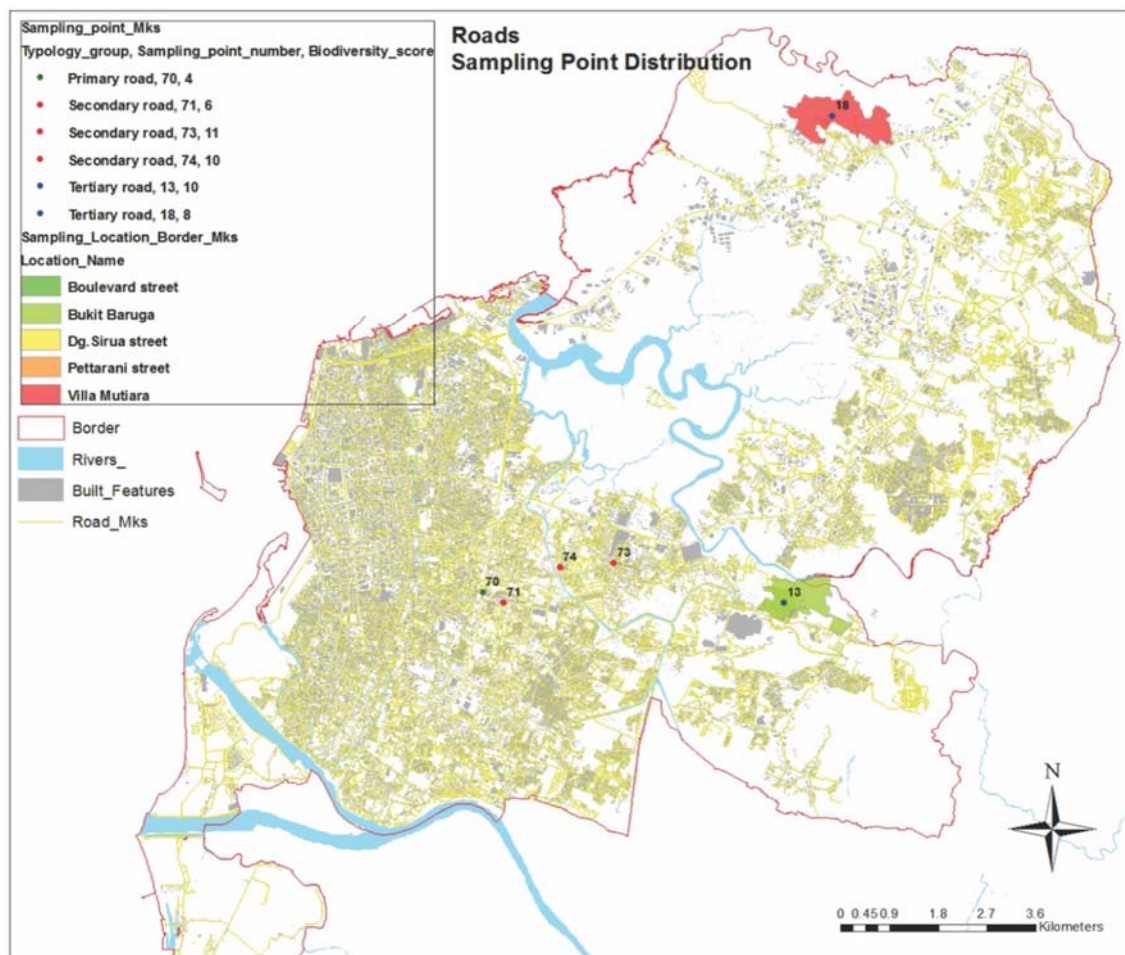 Sampling_point_Mks
Typology_group, Sampling_point_number, Biodiversity_score
Primary road, 70, 4
Secondary road, 71, 6
Secondary road, 73, 11
Secondary road, 74, 10
Tertiary road, 13, 10
Tertiary road, 18, 8
Sampling_Location_Border_Mks
Location_Name
Boulevard street
Bukit Baruga
Dg.Sirua street
Pettarani street
Villa Mutiara
Border
Rivers_
Built_Features
Road_Mks
Roads
Sampling Point Distribution
18
74
73
70
71
13
N
0 0.45 0.9 1.8 2.7 3.6
Kilometers